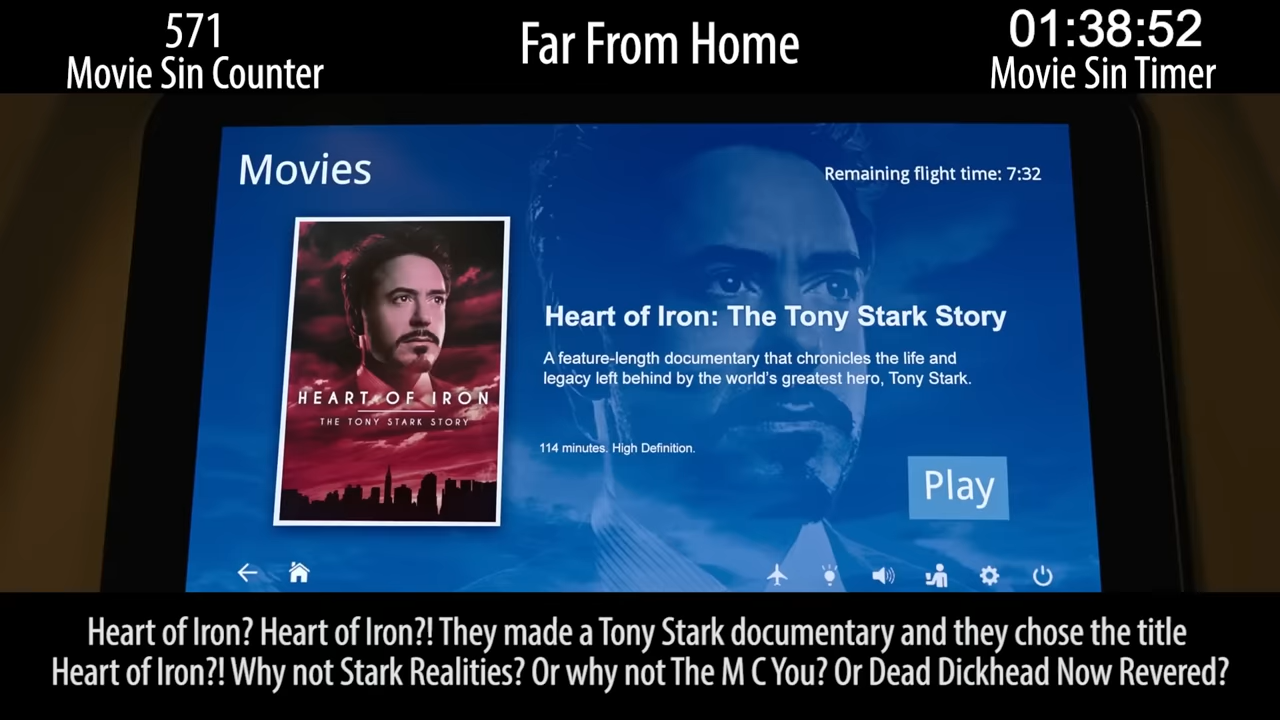 571
Movie Sin Counter
Far From Home
01:38:52
Movie Sin Timer
Movies
Remaining flight time: 7:32
HEART OF IRON
THE TONY STARK STORY
Heart of Iron: The Tony Stark Story
A feature-length documentary that chronicles the life and
legacy left behind by the world's greatest hero, Tony Stark.
114 minutes. High Definition.
Play
Heart of Iron? Heart of Iron?! They made a Tony Stark documentary and they chose the title
Heart of Iron?! Why not Stark Realities? Or why not The M C You? Or Dead Dickhead Now Revered?